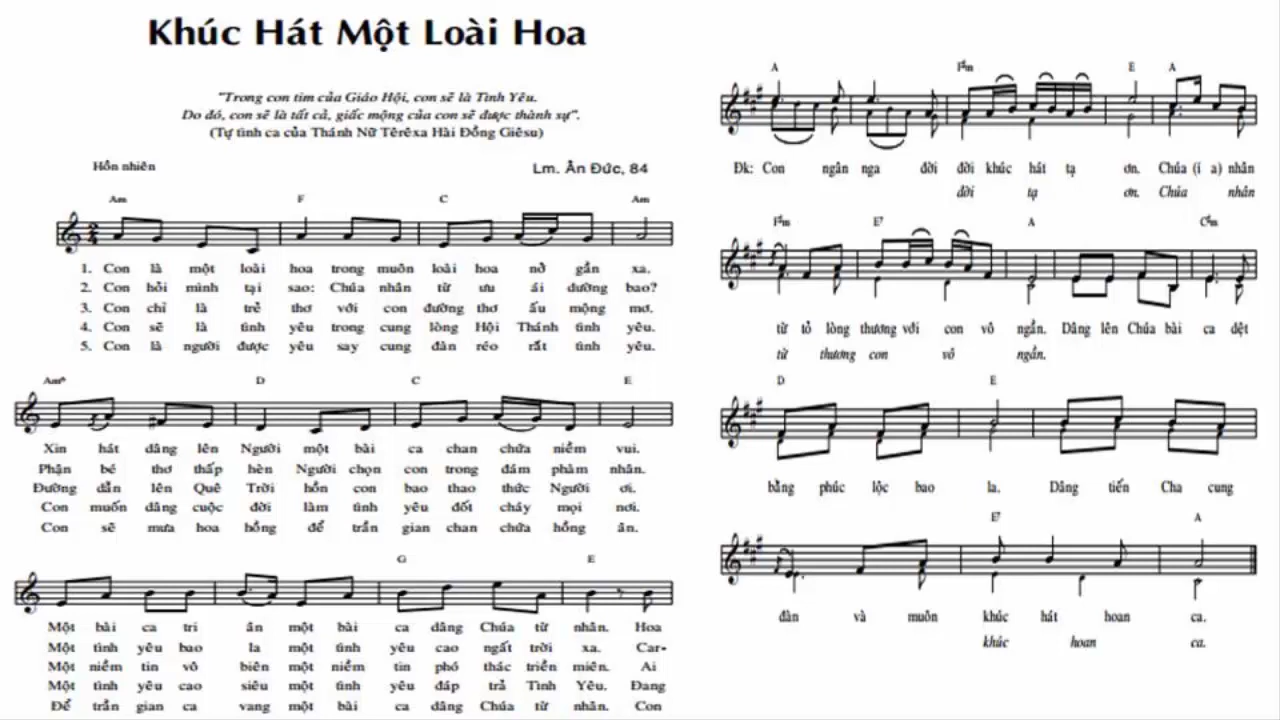 Khúc Hát Một Loài Hoa
"Trong con tim của Giáo Hội, con sẽ là Tình Yêu.
Do đó, con sẽ là tất cả, giấc mộng của con sẽ được thành sự".
(Tự tình ca của Thánh Nữ Têrêxa Hài Đồng Giêsu)
Hồn nhiên
Lm. Ân Đức, 84
Am F C Am
2
4
1. Con là một loài hoa trong muôn loài hoa nở gần xa.
2. Con hỏi mình tại sao: Chúa nhân từ ưu ái dường bao?
3. Con chỉ là trẻ thơ với con đường thơ ấu mộng mơ.
4. Con sẽ là tình yêu trong cung lòng Hội Thánh tình yêu.
5. Con là người được yêu say cung đàn réo rắt tình yêu.
Am⁶ D C E
Xin hát dâng lên Người một bài ca chan chứa niềm vui.
Phận bé thơ thấp hèn Người chọn con trong đám phàm nhân.
Đường dẫn lên Quê Trời hồn con bao thao thức Người ơi.
Con muốn dâng cuộc đời làm tình yêu đốt cháy mọi nơi.
Con sẽ mưa hoa hồng để trần gian chan chứa hồng ân.
G E
Một bài ca tri ân một bài ca dâng Chúa từ nhân. Hoa
Một tình yêu bao la một tình yêu cao ngất trời xa. Car-
Một niềm tin vô biên một niềm tin phó thác triền miên. Ai
Một tình yêu cao siêu một tình yêu đáp trả Tình Yêu. Đang
Để trần gian ca vang một bài ca dâng Chúa từ nhân. Con
A F#m E A
Đk: Con ngân nga đời đời khúc hát tạ ơn. Chúa (i a) nhân
đời tạ ơn. Chúa nhân
F#m E⁷ A C#m
từ tỏ lòng thương với con vô ngần. Dâng lên Chúa bài ca dệt
từ thương con vô ngần.
D E
bằng phúc lộc bao la. Dâng tiến Cha cung
E⁷ A
đàn và muôn khúc hát hoan ca.
khúc hoan ca.